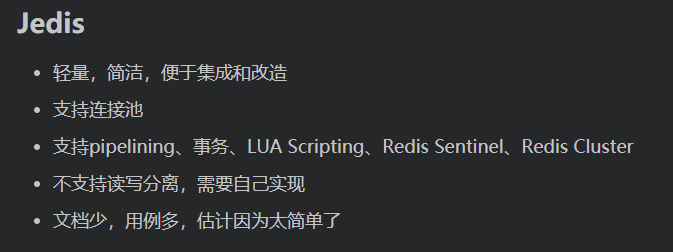 Jedis
轻量，简洁，便于集成和改造
支持连接池
支持pipelining、事务、LUA Scripting、Redis Sentinel、Redis Cluster
不支持读写分离，需要自己实现
文档少，用例多，估计因为太简单了